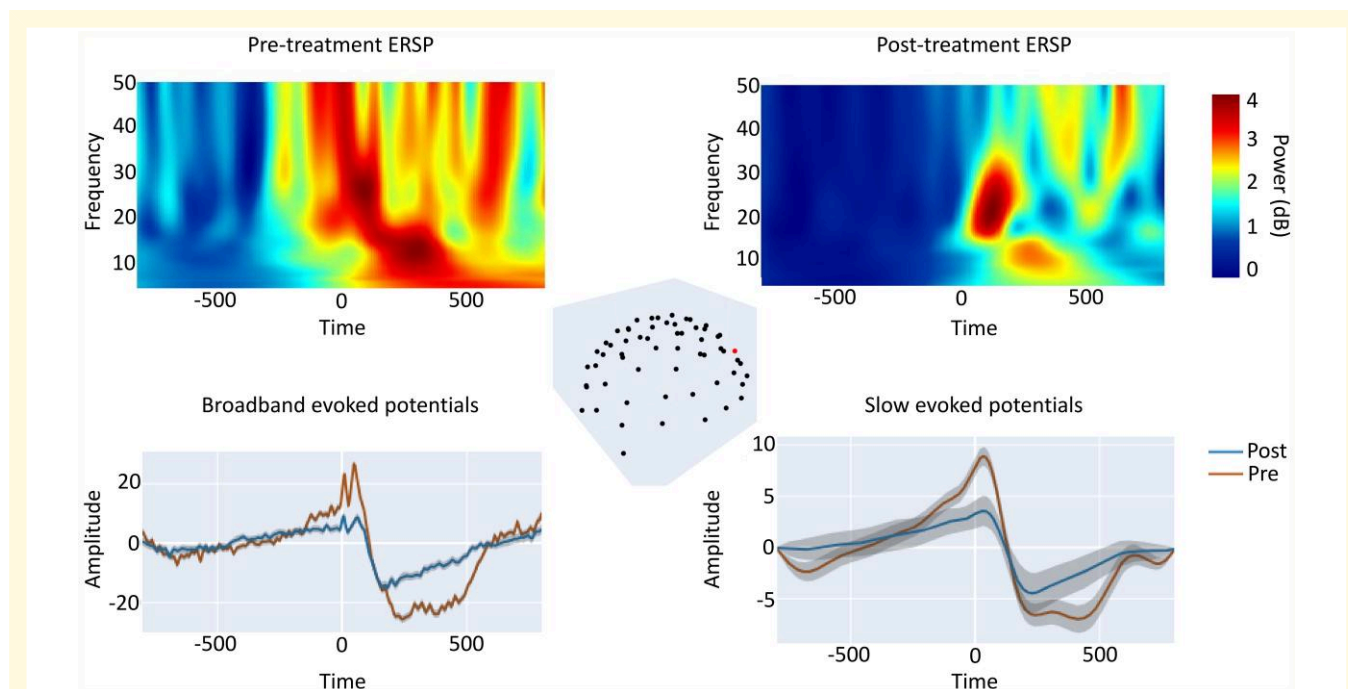 Pre-treatment ERSP
50
40
30
20
10
Frequency
-500 0 500
Time
Post-treatment ERSP
50
40
30
20
10
Frequency
-500 0 500
Time
4
3
2
1
0
Power (dB)
Broadband evoked potentials
20
0
-20
Amplitude
-500 0 500
Time
Slow evoked potentials
10
5
0
-5
Amplitude
-500 0 500
Time
Post
Pre